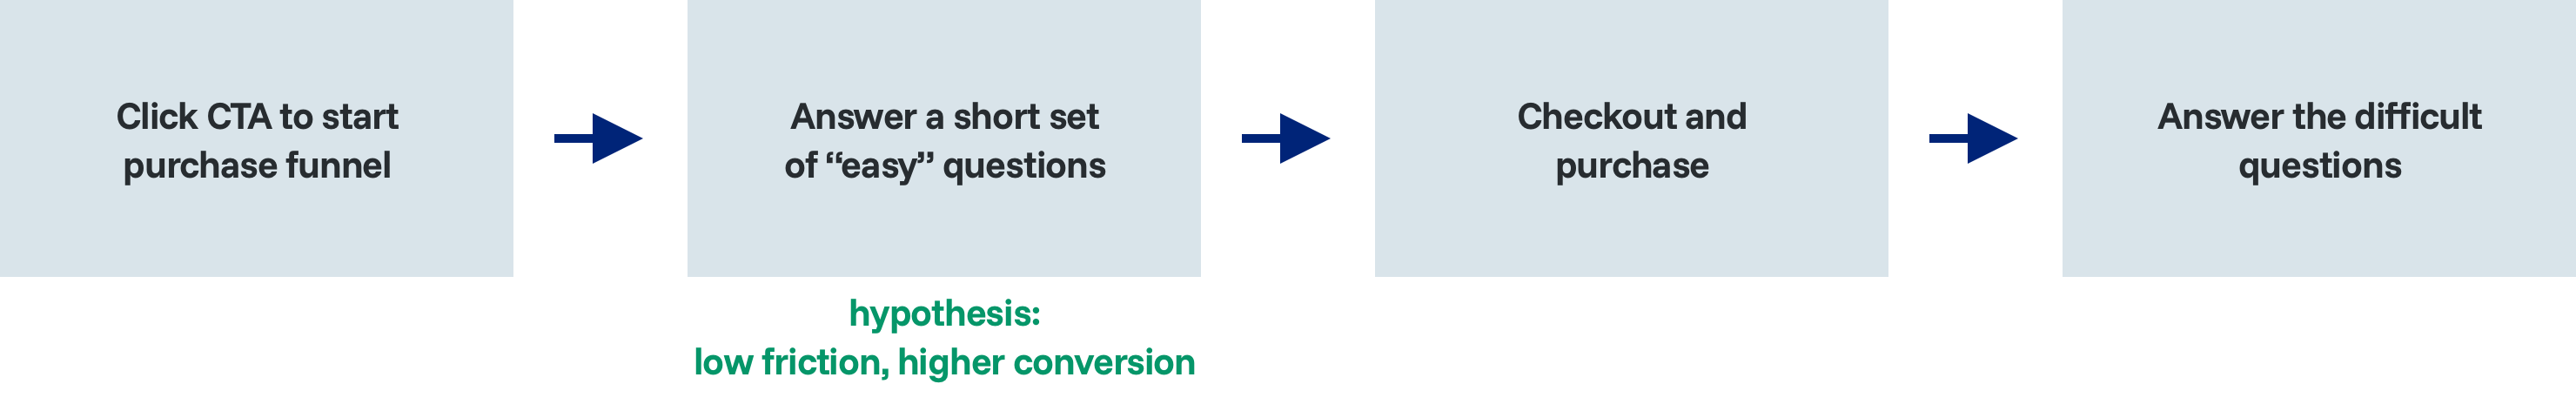 Click CTA to start
purchase funnel
Answer a short set
of “easy” questions
Checkout and
purchase
Answer the difficult
questions
hypothesis:
low friction, higher conversion